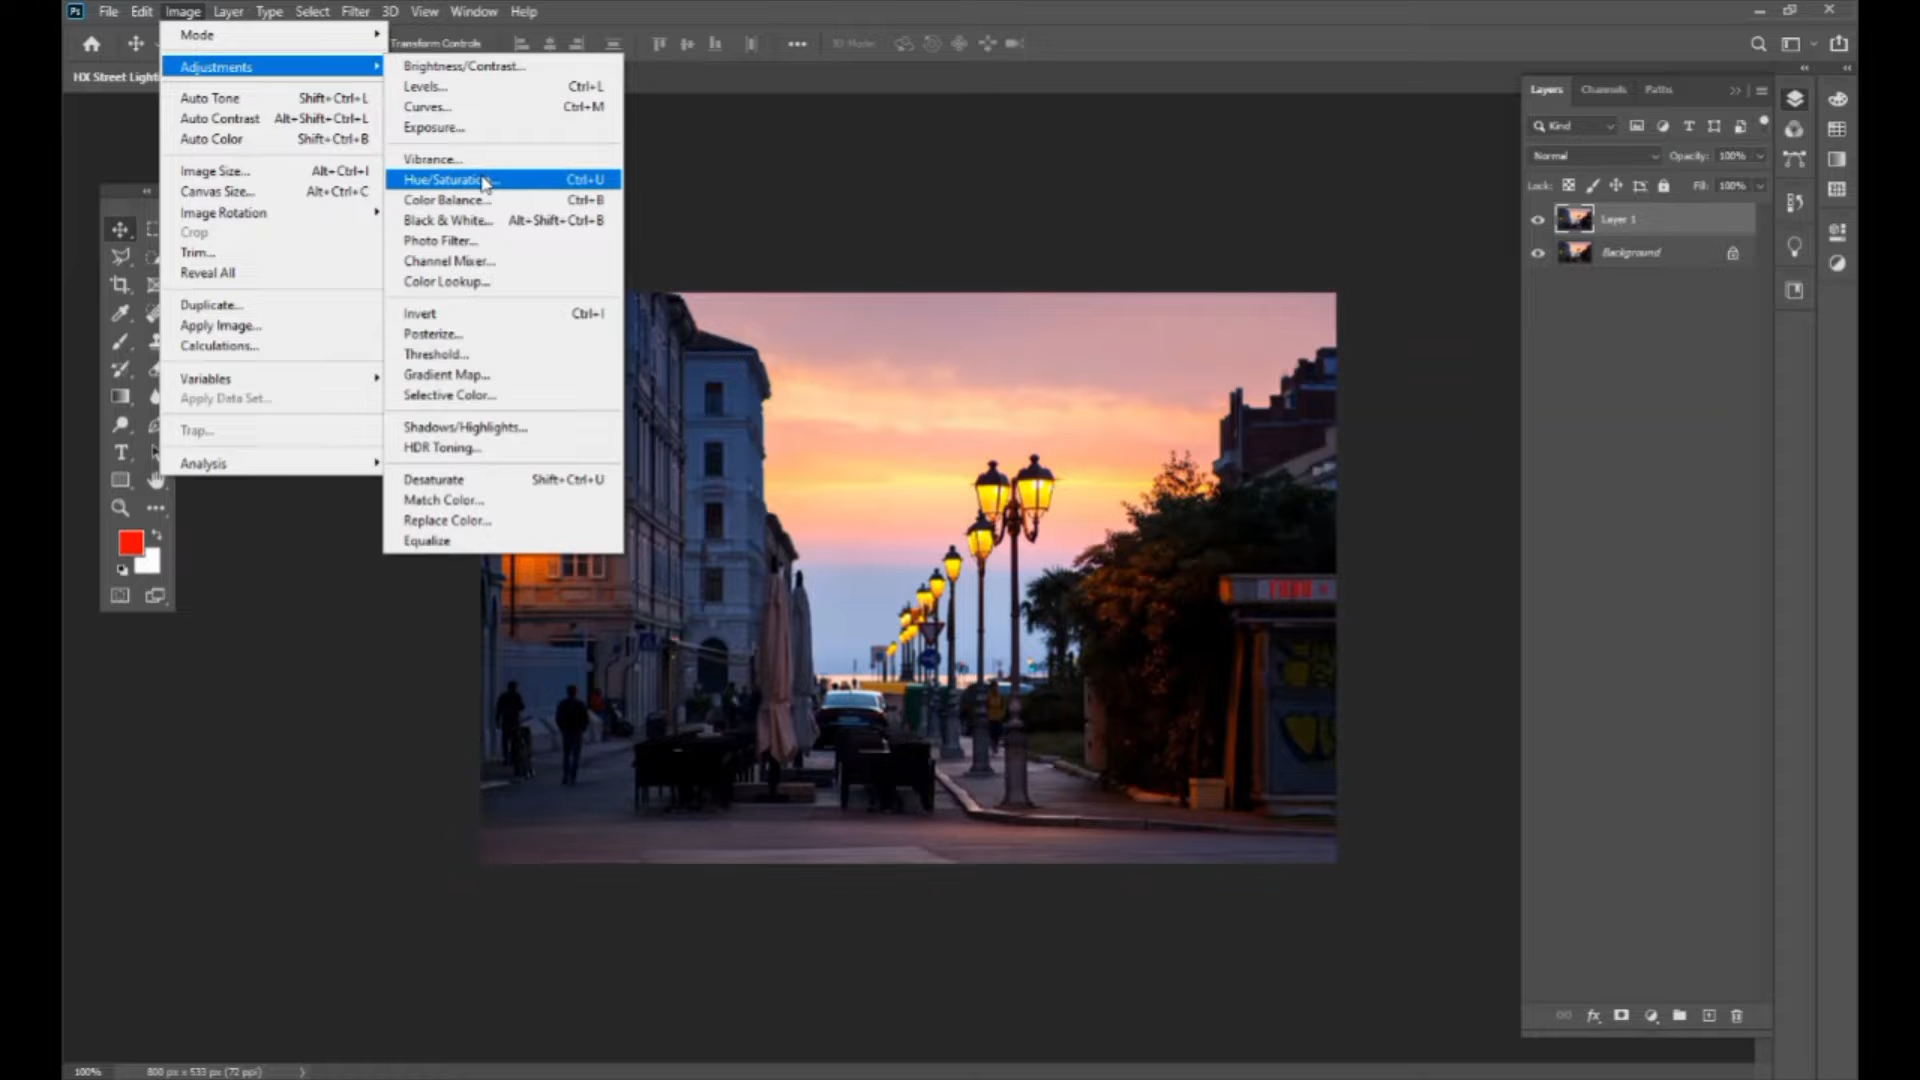 Ps File Edit Image Layer Type Select Filter 3D View Window Help
Transform Controls 3D Mode:
HX Street Light
Mode
Adjustments
Auto Tone Shift+Ctrl+L
Auto Contrast Alt+Shift+Ctrl+L
Auto Color Shift+Ctrl+B
Image Size... Alt+Ctrl+I
Canvas Size... Alt+Ctrl+C
Image Rotation
Crop
Trim...
Reveal All
Duplicate...
Apply Image...
Calculations...
Variables
Apply Data Set...
Trap...
Analysis
Brightness/Contrast...
Levels... Ctrl+L
Curves... Ctrl+M
Exposure...
Vibrance...
Hue/Saturation... Ctrl+U
Color Balance... Ctrl+B
Black & White... Alt+Shift+Ctrl+B
Photo Filter...
Channel Mixer...
Color Lookup...
Invert Ctrl+I
Posterize...
Threshold...
Gradient Map...
Selective Color...
Shadows/Highlights...
HDR Toning...
Desaturate Shift+Ctrl+U
Match Color...
Replace Color...
Equalize
Layers Channels Paths
Kind
Normal Opacity: 100%
Lock: Fill: 100%
Layer 1
Background
fx
100% 800 px x 533 px (72 ppi)